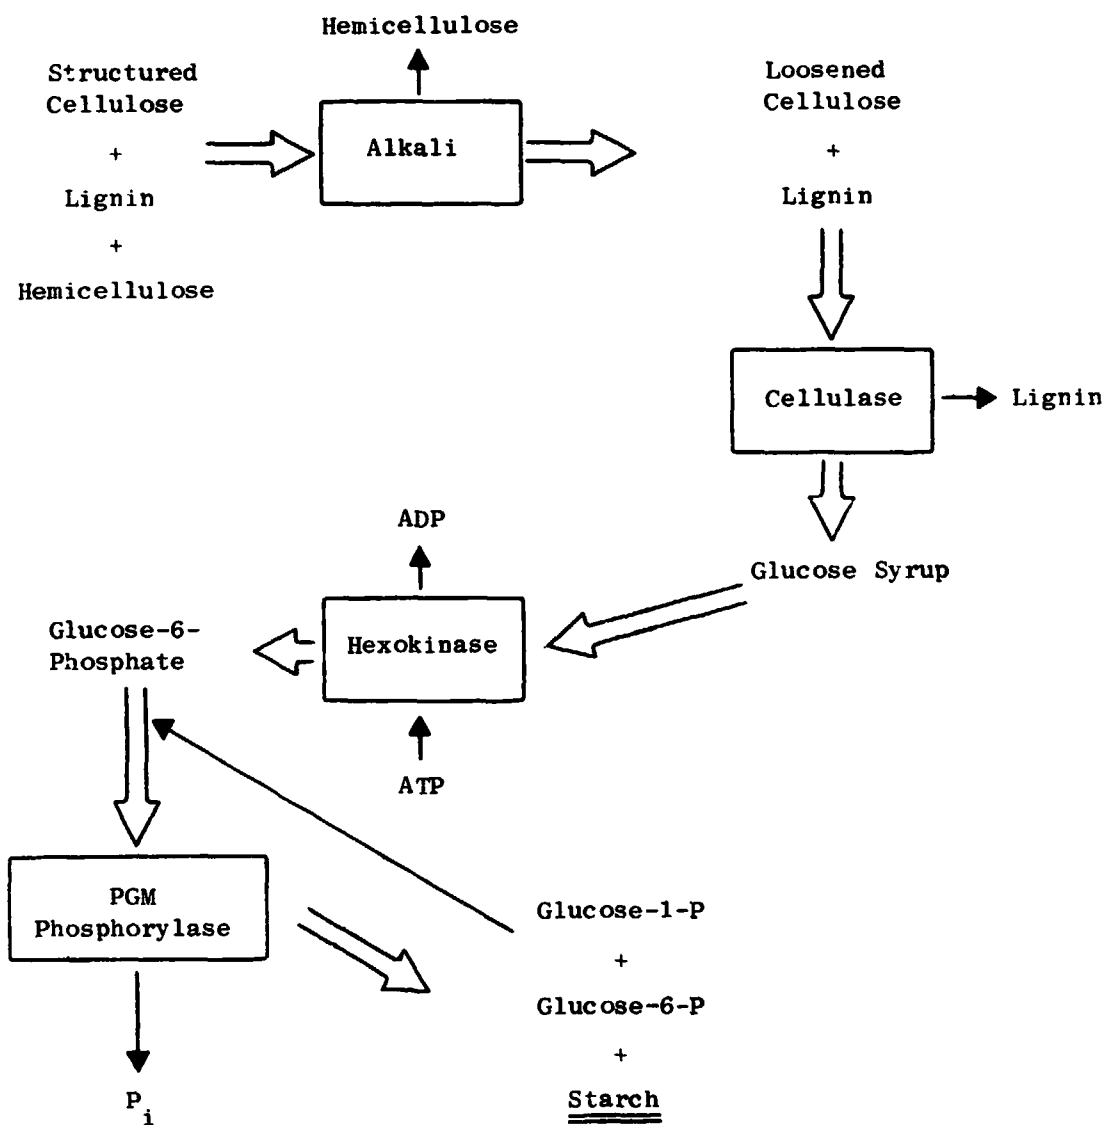 Hemicellulose
Structured
Cellulose
+
Lignin
+
Hemicellulose
Alkali
Loosened
Cellulose
+
Lignin
Cellulase
Lignin
Glucose Syrup
ADP
Hexokinase
ATP
Glucose-6-
Phosphate
PGM
Phosphorylase
P
i
Glucose-1-P
+
Glucose-6-P
+
Starch